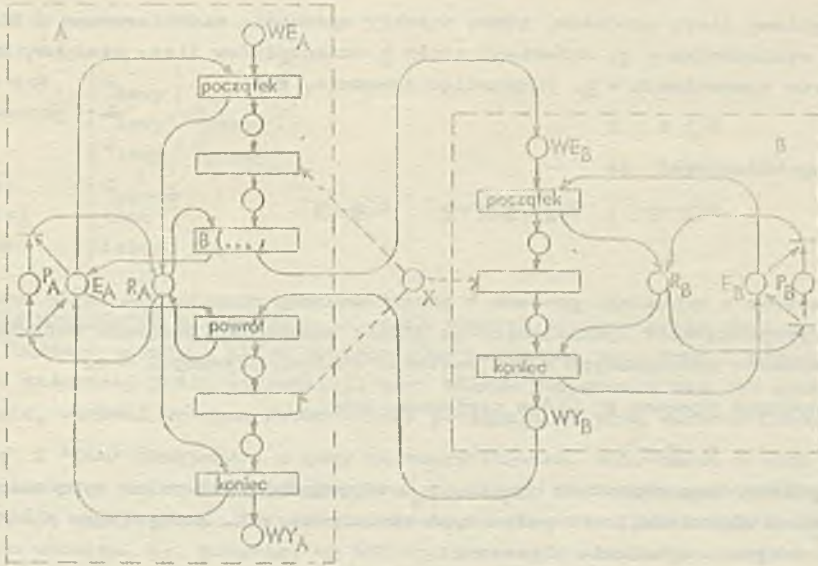 A
WE_A
początek
B (...,
P_A
E_A
R_A
powrót
koniec
WY_A
X
B
WE_B
początek
R_B
E_B
P_B
koniec
WY_B